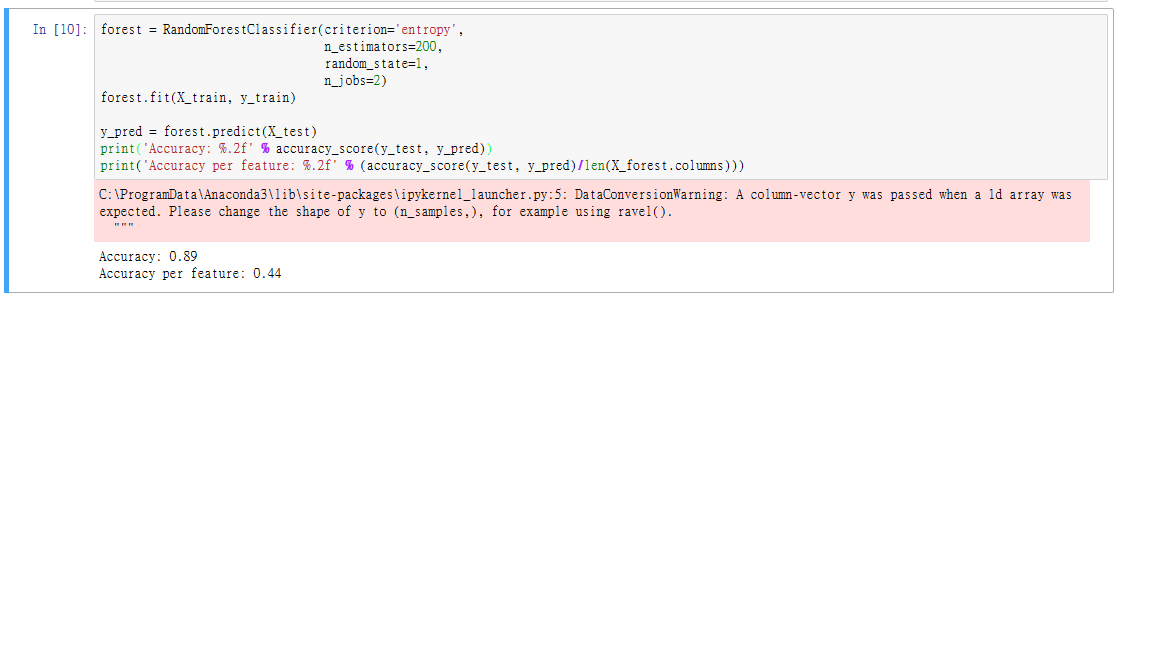 In [10]: forest = RandomForestClassifier(criterion='entropy',
n_estimators=200,
random_state=1,
n_jobs=2)
forest.fit(X_train, y_train)
y_pred = forest.predict(X_test)
print('Accuracy: %.2f' % accuracy_score(y_test, y_pred))
print('Accuracy per feature: %.2f' % (accuracy_score(y_test, y_pred)/len(X_forest.columns)))
C:\ProgramData\Anaconda3\lib\site-packages\ipykernel_launcher.py:5: DataConversionWarning: A column-vector y was passed when a 1d array was
expected. Please change the shape of y to (n_samples,), for example using ravel().
"""
Accuracy: 0.89
Accuracy per feature: 0.44